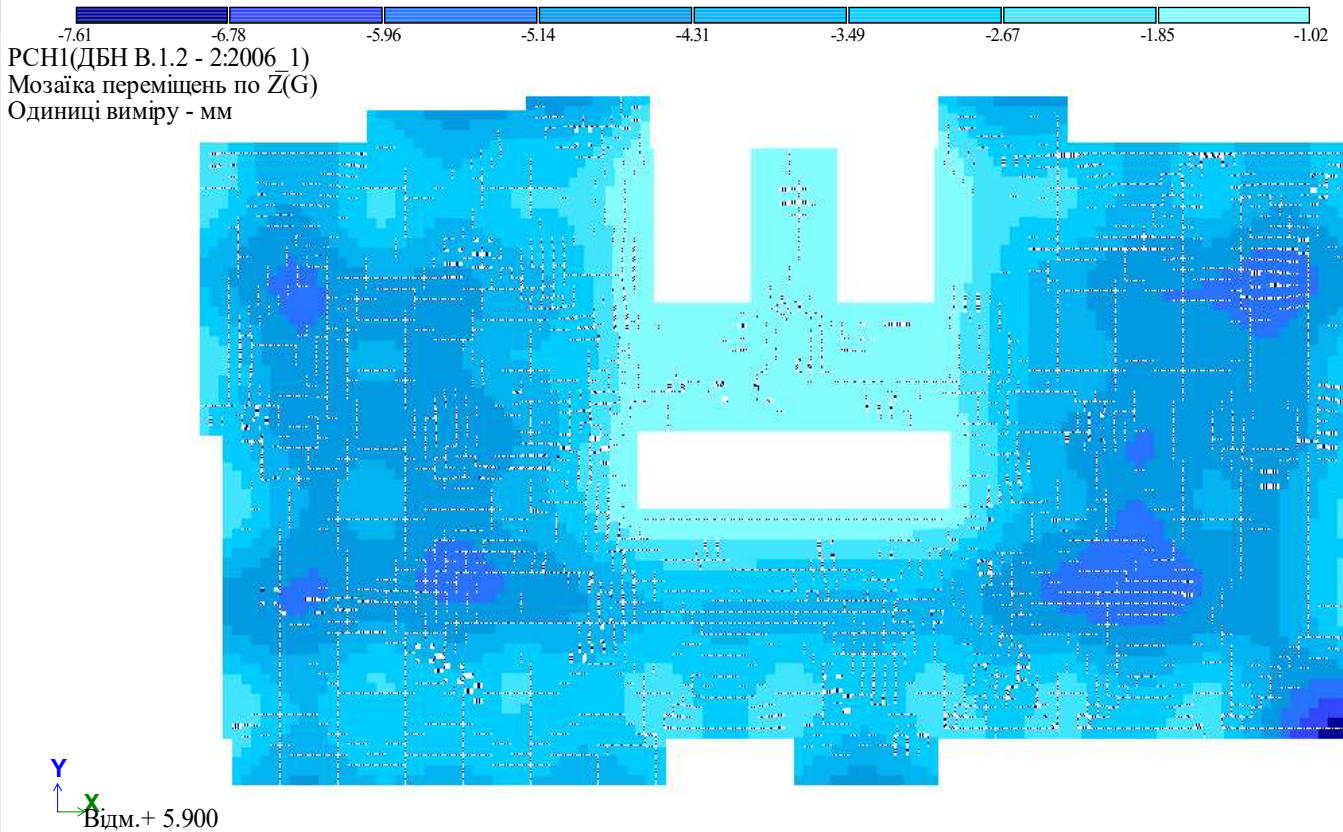 -7.61 -6.78 -5.96 -5.14 -4.31 -3.49 -2.67 -1.85 -1.02
РСН1(ДБН В.1.2 - 2:2006_1)
Мозаїка переміщень по Z(G)
Одиниці виміру - мм
Y
X
Відм.+ 5.900